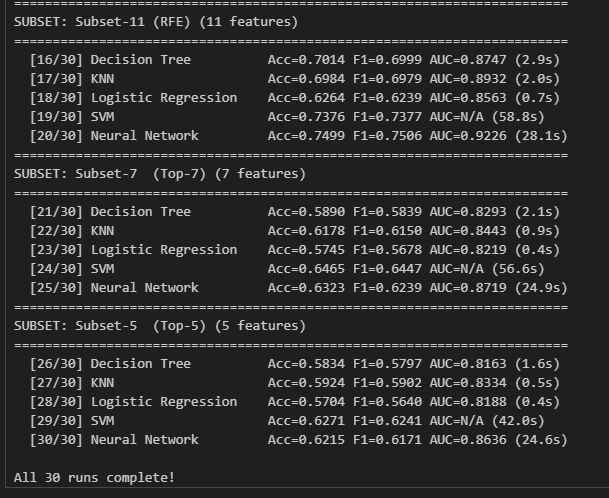 ======================================================================
SUBSET: Subset-11 (RFE) (11 features)
======================================================================
[16/30] Decision Tree Acc=0.7014 F1=0.6999 AUC=0.8747 (2.9s)
[17/30] KNN Acc=0.6984 F1=0.6979 AUC=0.8932 (2.0s)
[18/30] Logistic Regression Acc=0.6264 F1=0.6239 AUC=0.8563 (0.7s)
[19/30] SVM Acc=0.7376 F1=0.7377 AUC=N/A (58.8s)
[20/30] Neural Network Acc=0.7499 F1=0.7506 AUC=0.9226 (28.1s)
======================================================================
SUBSET: Subset-7  (Top-7) (7 features)
======================================================================
[21/30] Decision Tree Acc=0.5890 F1=0.5839 AUC=0.8293 (2.1s)
[22/30] KNN Acc=0.6178 F1=0.6150 AUC=0.8443 (0.9s)
[23/30] Logistic Regression Acc=0.5745 F1=0.5678 AUC=0.8219 (0.4s)
[24/30] SVM Acc=0.6465 F1=0.6447 AUC=N/A (56.6s)
[25/30] Neural Network Acc=0.6323 F1=0.6239 AUC=0.8719 (24.9s)
======================================================================
SUBSET: Subset-5  (Top-5) (5 features)
======================================================================
[26/30] Decision Tree Acc=0.5834 F1=0.5797 AUC=0.8163 (1.6s)
[27/30] KNN Acc=0.5924 F1=0.5902 AUC=0.8334 (0.5s)
[28/30] Logistic Regression Acc=0.5704 F1=0.5640 AUC=0.8188 (0.4s)
[29/30] SVM Acc=0.6271 F1=0.6241 AUC=N/A (42.0s)
[30/30] Neural Network Acc=0.6215 F1=0.6171 AUC=0.8636 (24.6s)
All 30 runs complete!